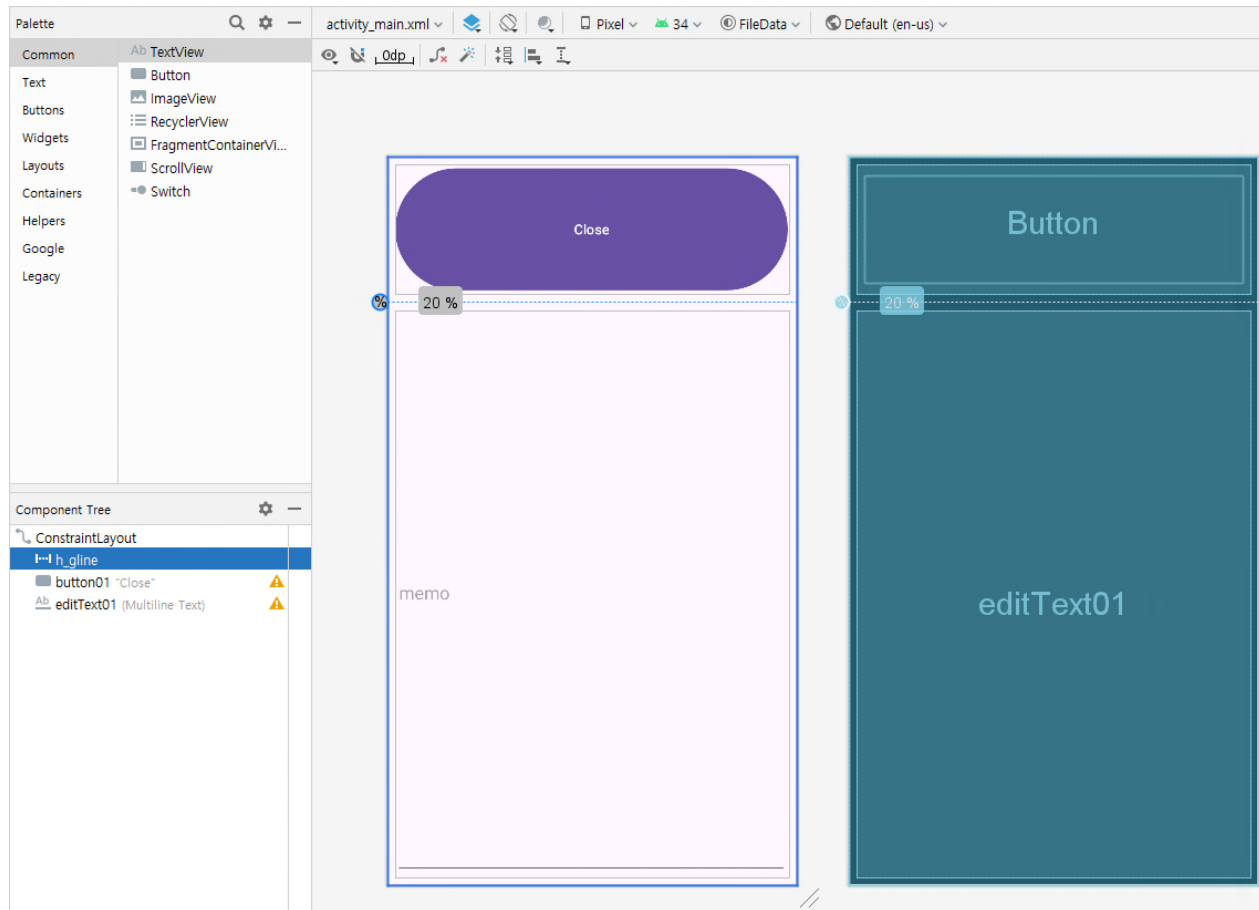 Palette
activity_main.xml
Pixel
34
FileData
Default (en-us)
Common
Text
Buttons
Widgets
Layouts
Containers
Helpers
Google
Legacy
Ab TextView
Button
ImageView
RecyclerView
FragmentContainerVi...
ScrollView
Switch
0dp
Close
% 20 %
memo
Button
20 %
editText01
Component Tree
ConstraintLayout
h_gline
button01 "Close"
Ab editText01 (Multiline Text)